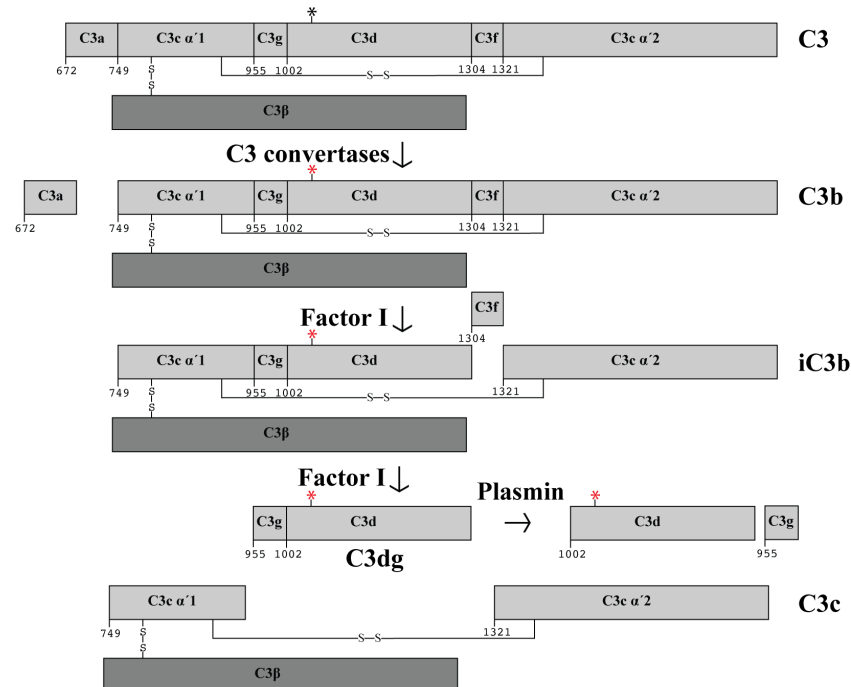 *
C3a C3c α´1 C3g C3d C3f C3c α´2 C3
672 749 S S 955 1002 S S 1304 1321
C3β
C3 convertases ↓
*
C3a C3c α´1 C3g C3d C3f C3c α´2 C3b
672 749 S S 955 1002 S S 1304 1321
C3β
C3f
1304
Factor I ↓
*
C3c α´1 C3g C3d C3c α´2 iC3b
749 S S 955 1002 S S 1321
C3β
Factor I ↓
Plasmin
* *
C3g C3d → C3d C3g
955 1002 1002 955
C3dg
C3c α´1 C3c α´2 C3c
749 S S S S 1321
C3β